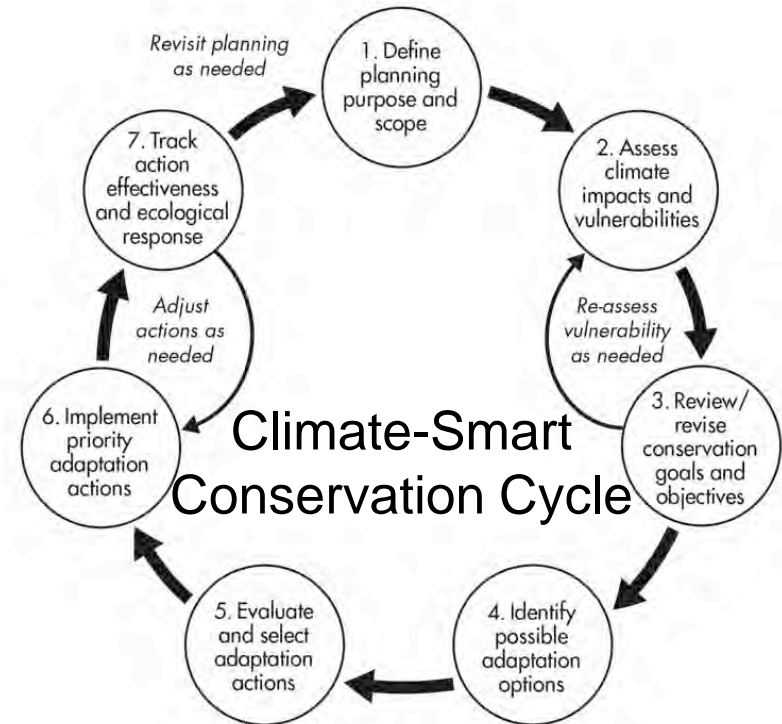 Revisit planning
as needed
1. Define
planning
purpose and
scope
2. Assess
climate
impacts and
vulnerabilities
Re-assess
vulnerability
as needed
3. Review/
revise
conservation
goals and
objectives
4. Identify
possible
adaptation
options
5. Evaluate
and select
adaptation
actions
6. Implement
priority
adaptation
actions
7. Track
action
effectiveness
and ecological
response
Adjust
actions as
needed
Climate-Smart
Conservation Cycle